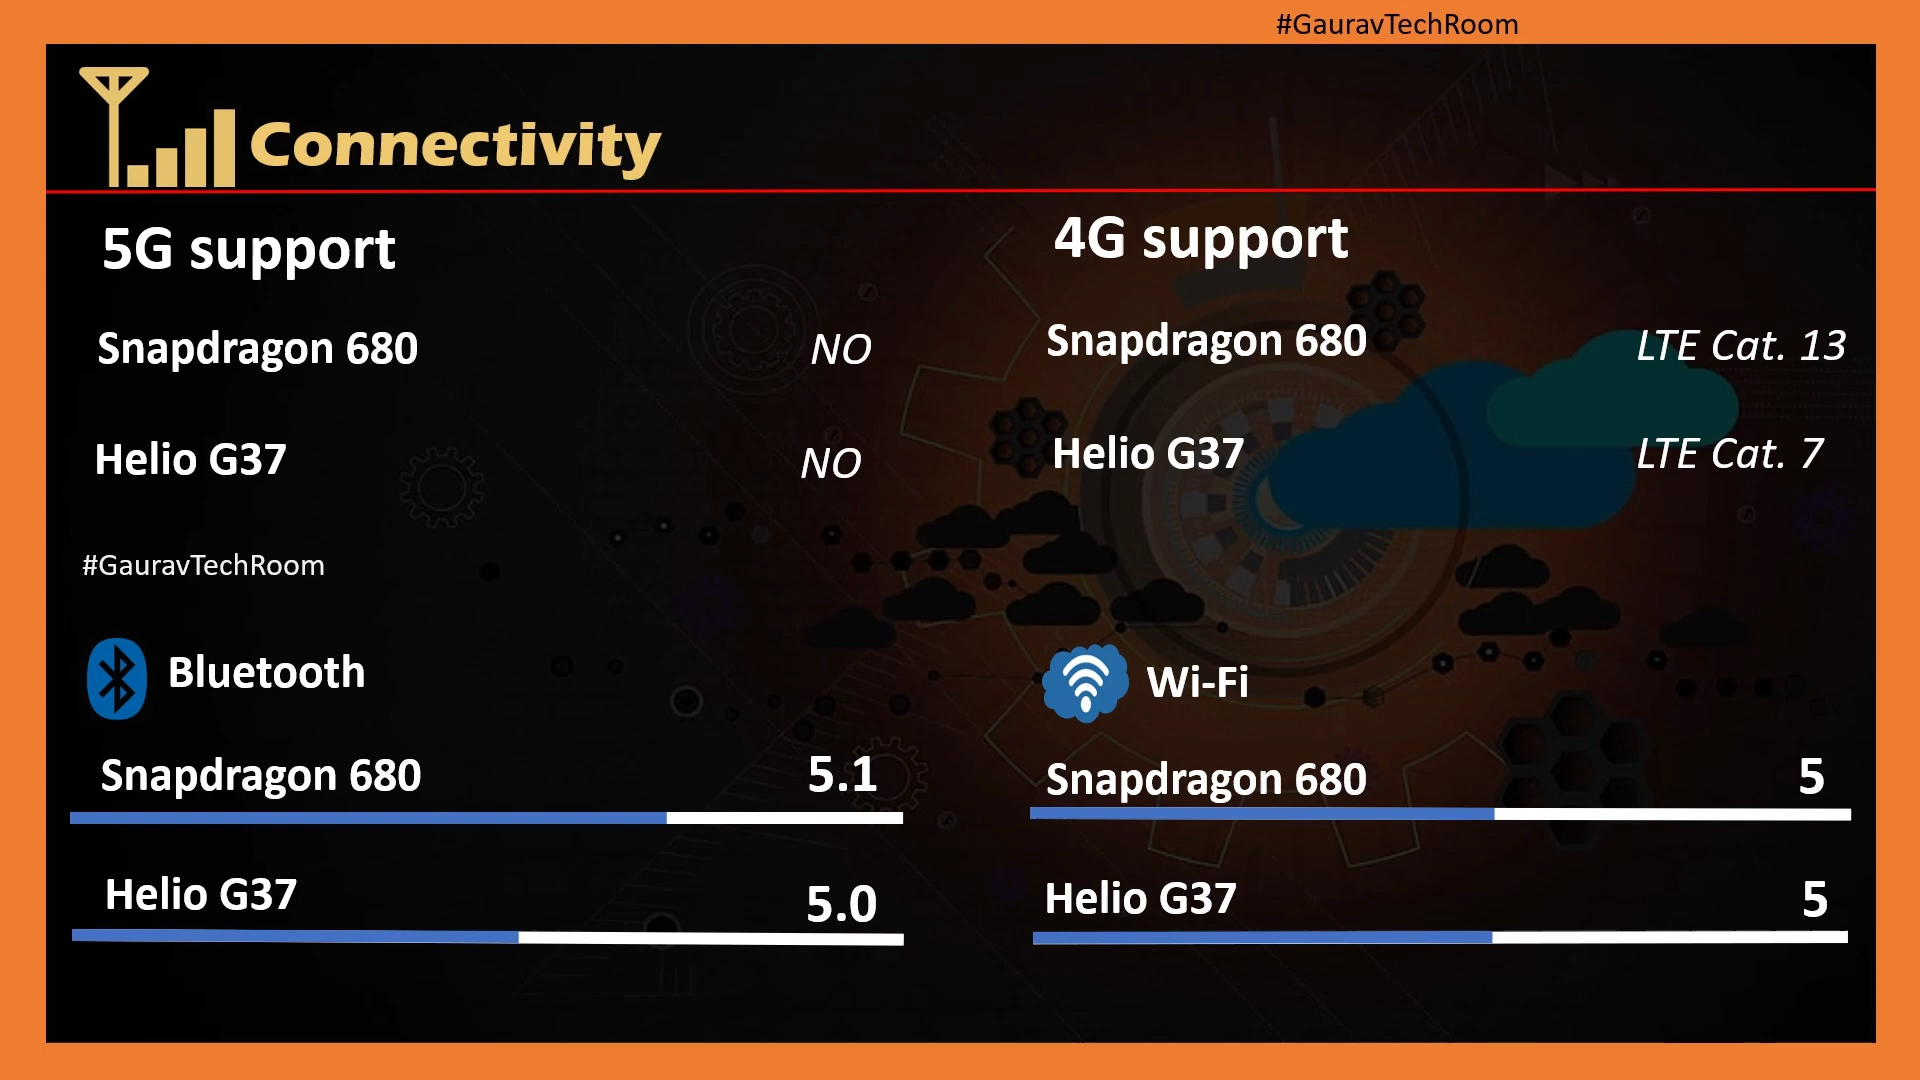 #GauravTechRoom
Connectivity
5G support
Snapdragon 680 NO
Helio G37 NO
4G support
Snapdragon 680 LTE Cat. 13
Helio G37 LTE Cat. 7
#GauravTechRoom
Bluetooth
Snapdragon 680 5.1
Helio G37 5.0
Wi-Fi
Snapdragon 680 5
Helio G37 5